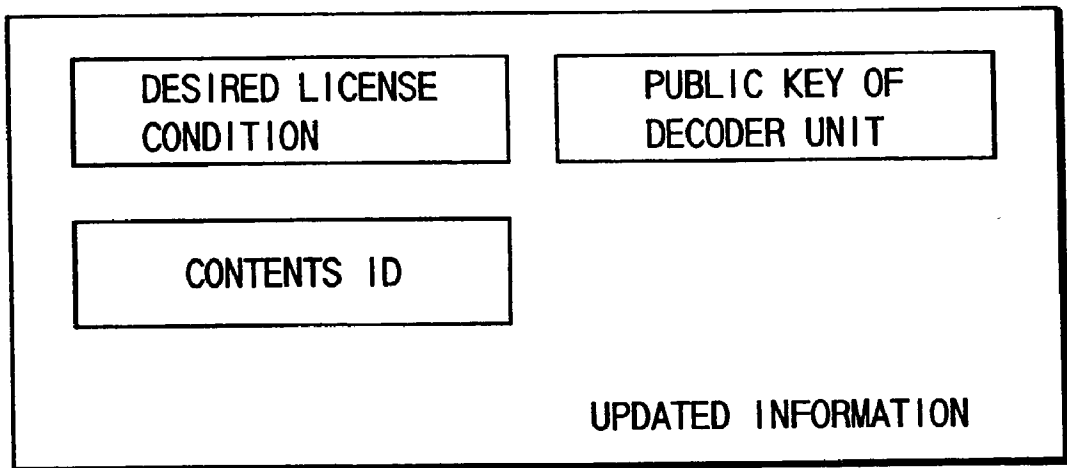 DESIRED LICENSE
CONDITION
PUBLIC KEY OF
DECODER UNIT
CONTENTS ID
UPDATED INFORMATION